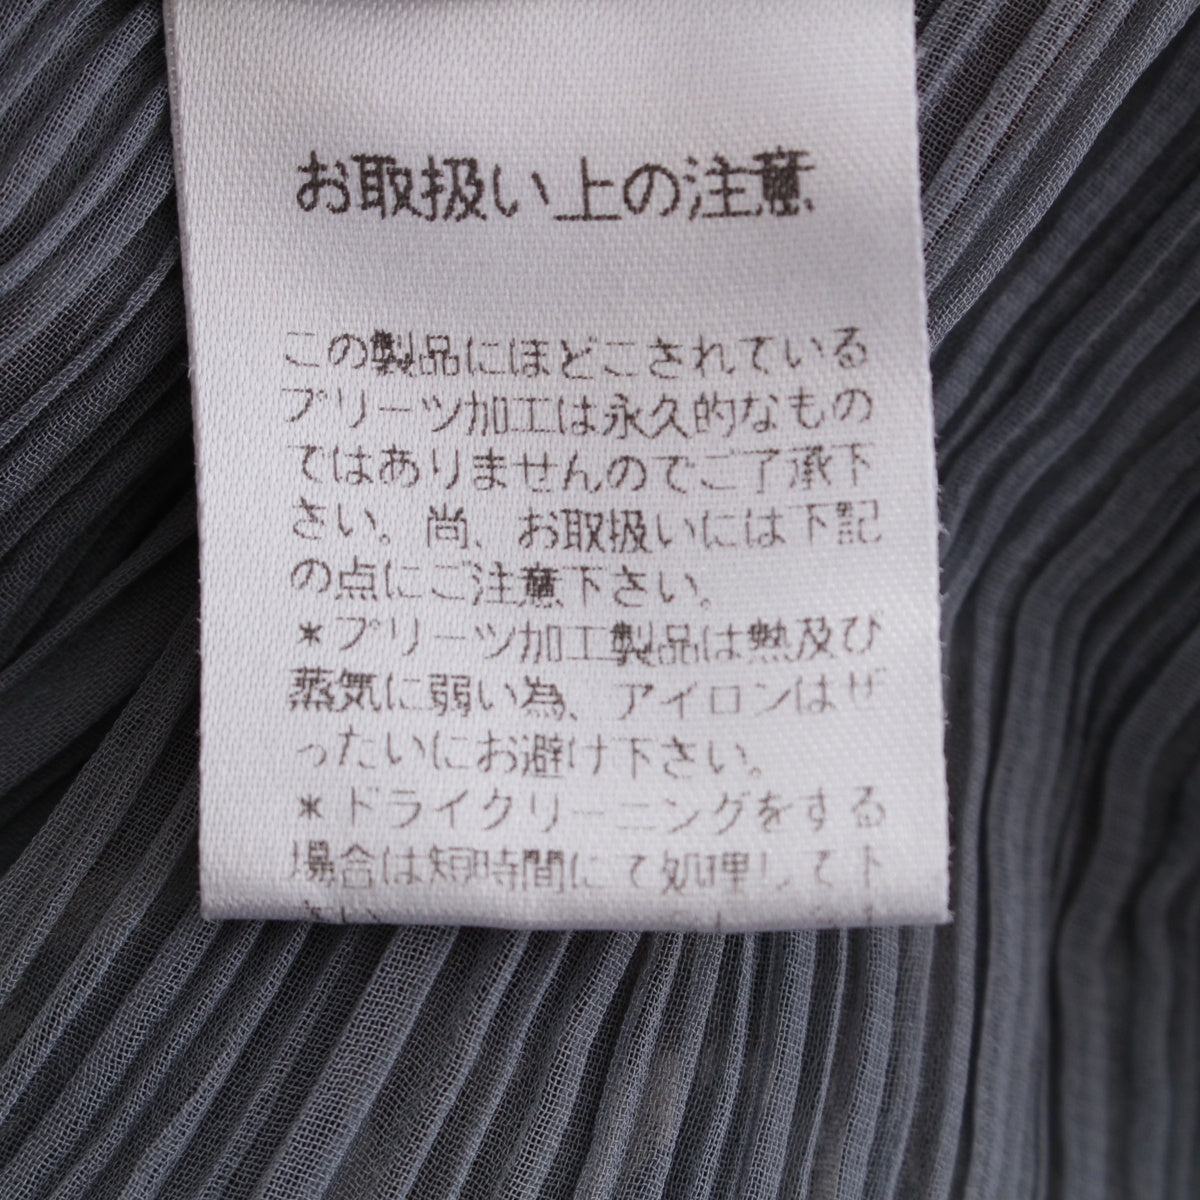 お取扱い上の注意
この製品にほどこされている
プリーツ加工は永久的なもの
ではありませんのでご了承下
さい。尚、お取扱いには下記
の点にご注意下さい。
*プリーツ加工製品は熱及び
蒸気に弱い為、アイロンはぜ
ったいにお避け下さい。
*ドライクリーニングをする
場合は短時間にて処理して下